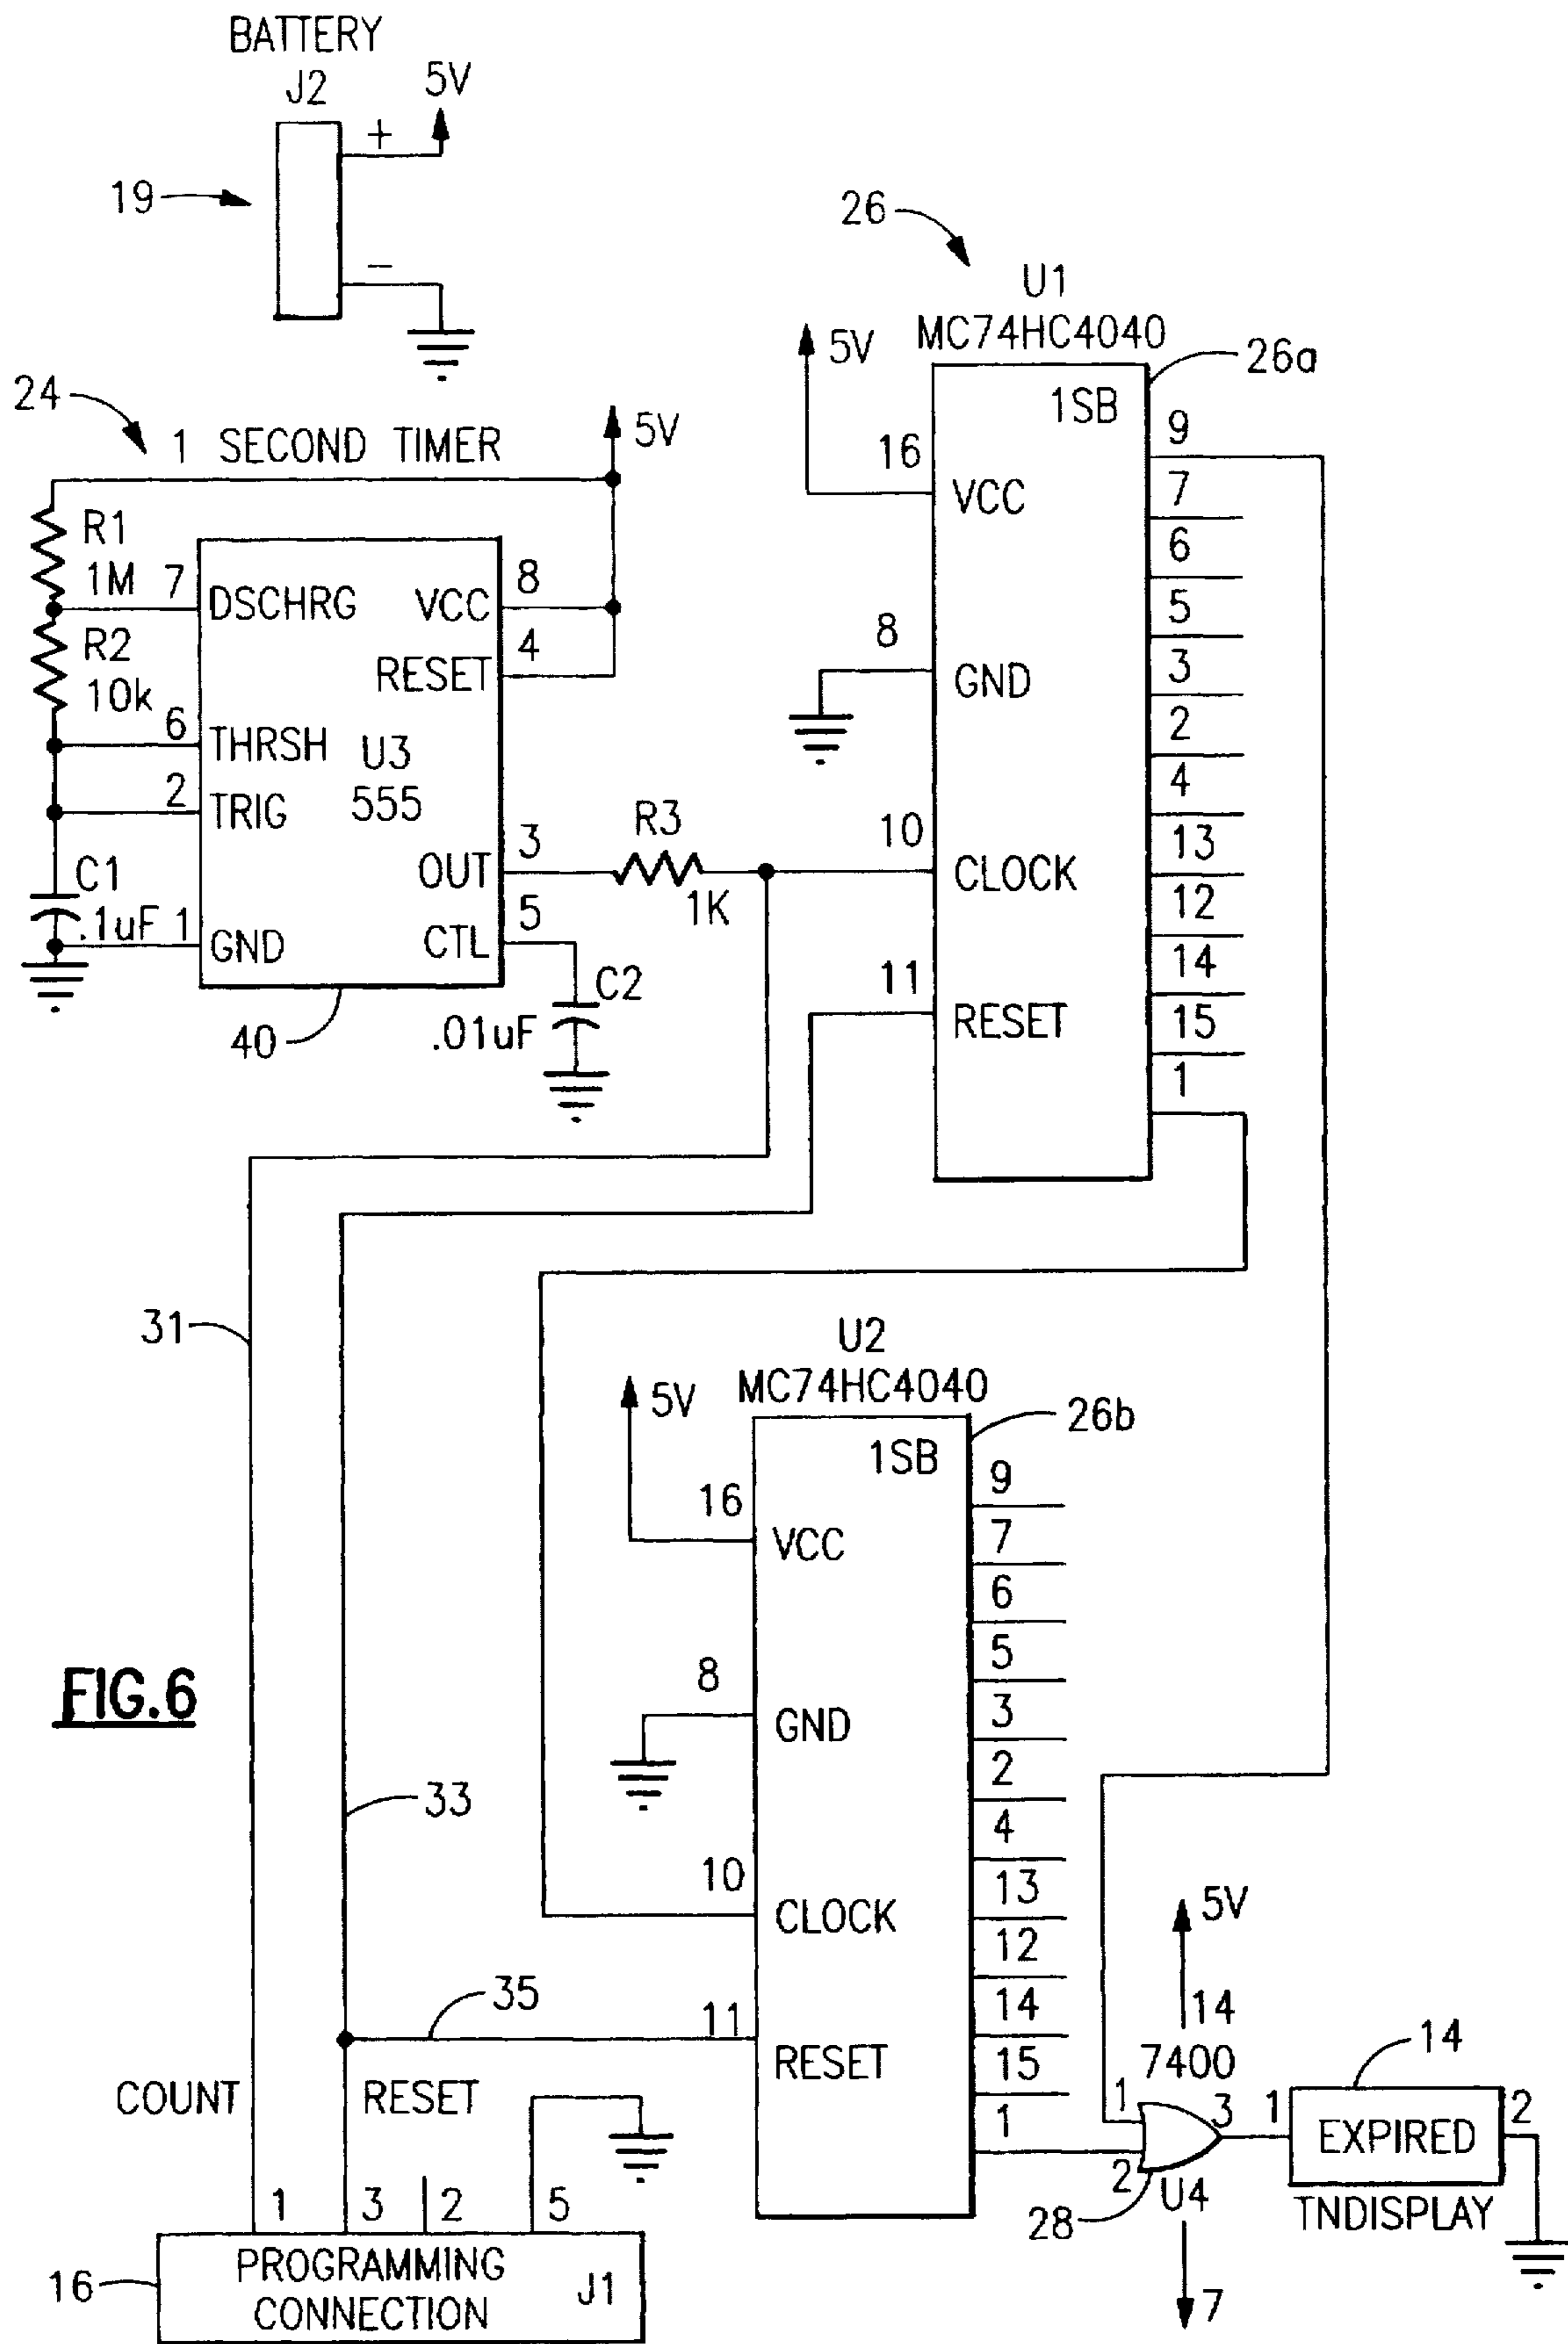 BATTERY
J2
5V
+
19
–
26
U1
MC74HC4040
5V
26a
1SB
24
1 SECOND TIMER
5V
9
16
VCC
7
R1
1M
7
DSCHRG
VCC
8
6
R2
10k
RESET
4
5
8
GND
3
6
THRSH
U3
555
2
2
TRIG
4
R3
1K
10
CLOCK
13
OUT
3
C1
.1uF
1
GND
CTL
5
12
C2
.01uF
11
RESET
14
40
15
1
31
U2
MC74HC4040
5V
26b
1SB
9
16
VCC
7
6
5
FIG.6
8
GND
3
2
33
4
10
CLOCK
13
5V
12
35
11
RESET
14
14
7400
14
15
COUNT
RESET
1
1
3
1
EXPIRED
2
2
U4
28
TNDISPLAY
1
3
2
5
16
PROGRAMMING
CONNECTION
J1
7